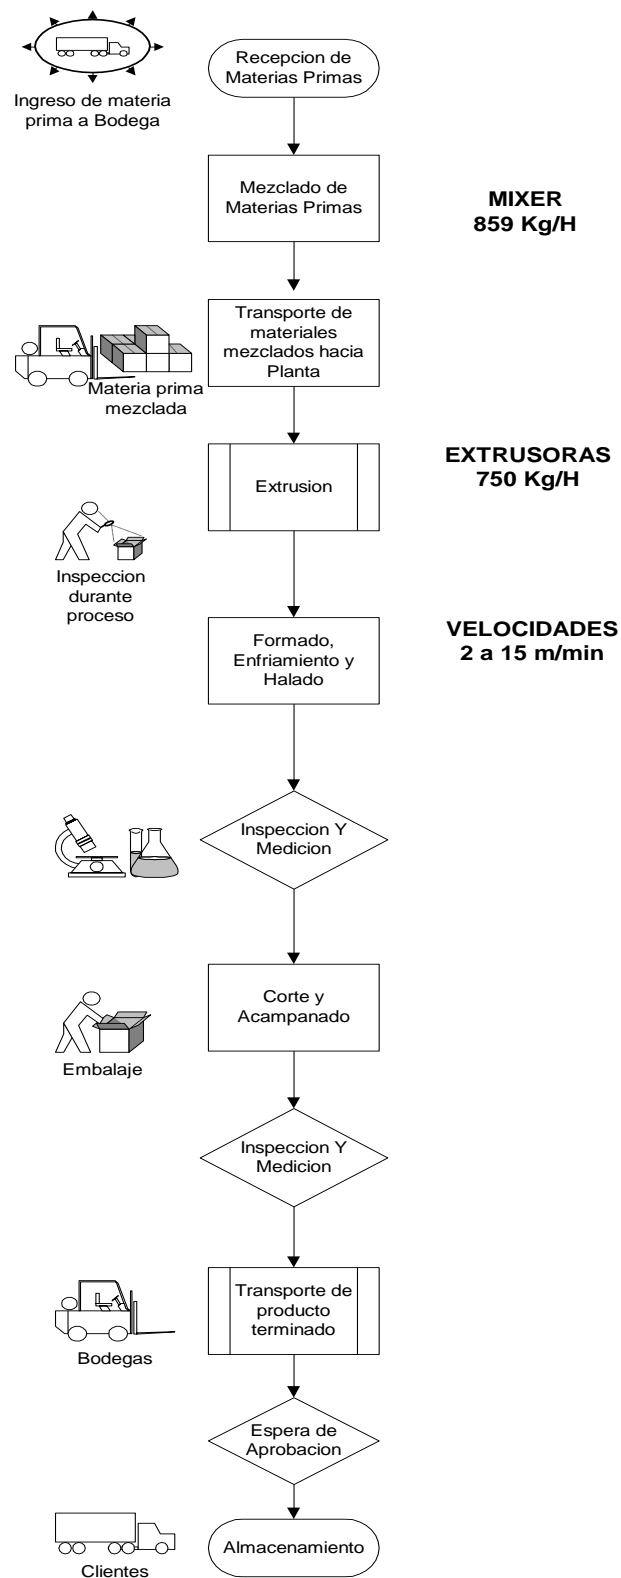 Recepcion de
Materias Primas
Ingreso de materia
prima a Bodega
Mezclado de
Materias Primas
MIXER
859 Kg/H
Transporte de
materiales
mezclados hacia
Planta
Materia prima
mezclada
Extrusion
EXTRUSORAS
750 Kg/H
Inspeccion
durante
proceso
Formado,
Enfriamiento y
Halado
VELOCIDADES
2 a 15 m/min
Inspeccion Y
Medicion
Corte y
Acampanado
Embalaje
Inspeccion Y
Medicion
Transporte de
producto
terminado
Bodegas
Espera de
Aprobacion
Almacenamiento
Clientes